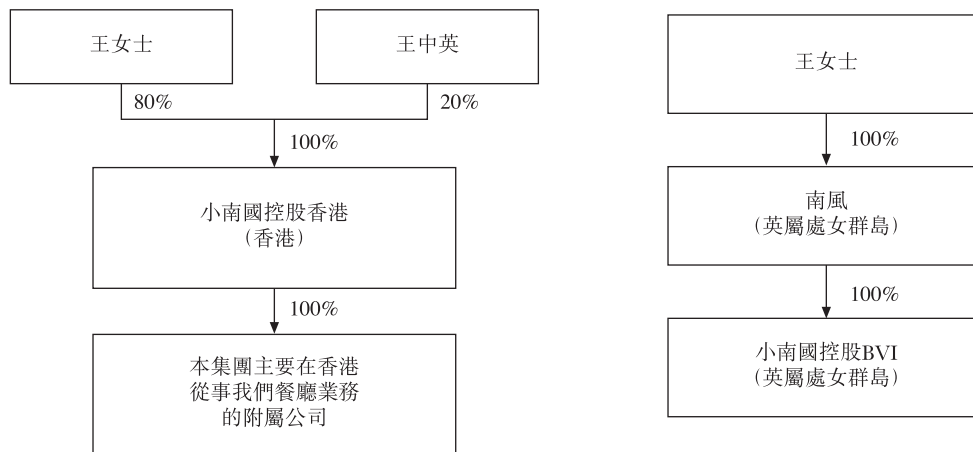 王女士
王中英
80%
20%
100%
小南國控股香港
(香港)
100%
本集團主要在香港
從事我們餐廳業務
的附屬公司
王女士
100%
南風
(英屬處女群島)
100%
小南國控股BVI
(英屬處女群島)